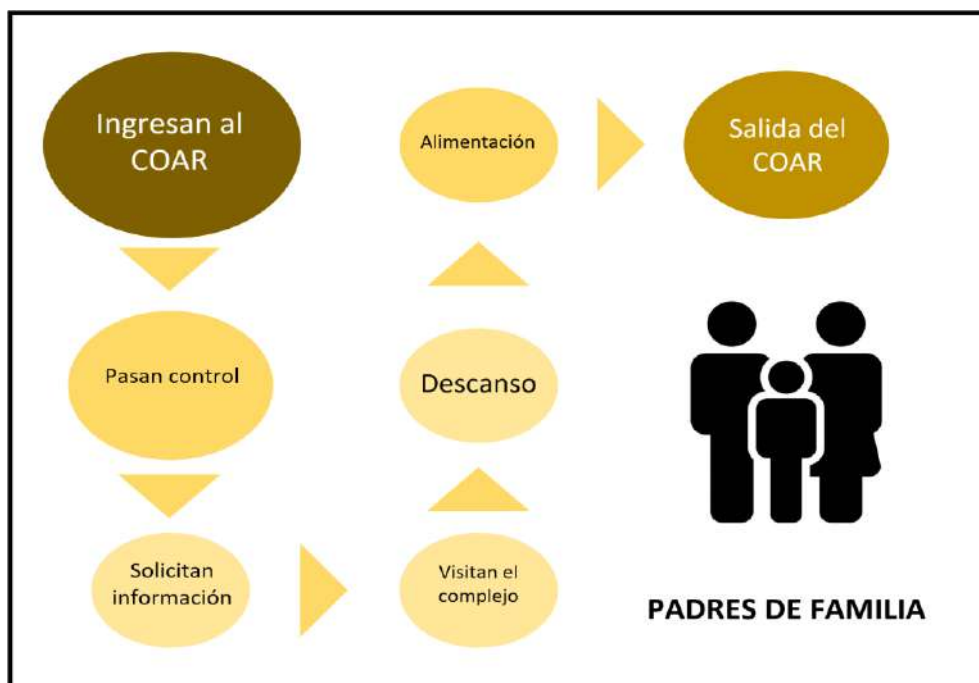 Ingresan al
COAR
Pasan control
Solicitan
información
Visitan el
complejo
Descanso
Alimentación
Salida del
COAR
PADRES DE FAMILIA